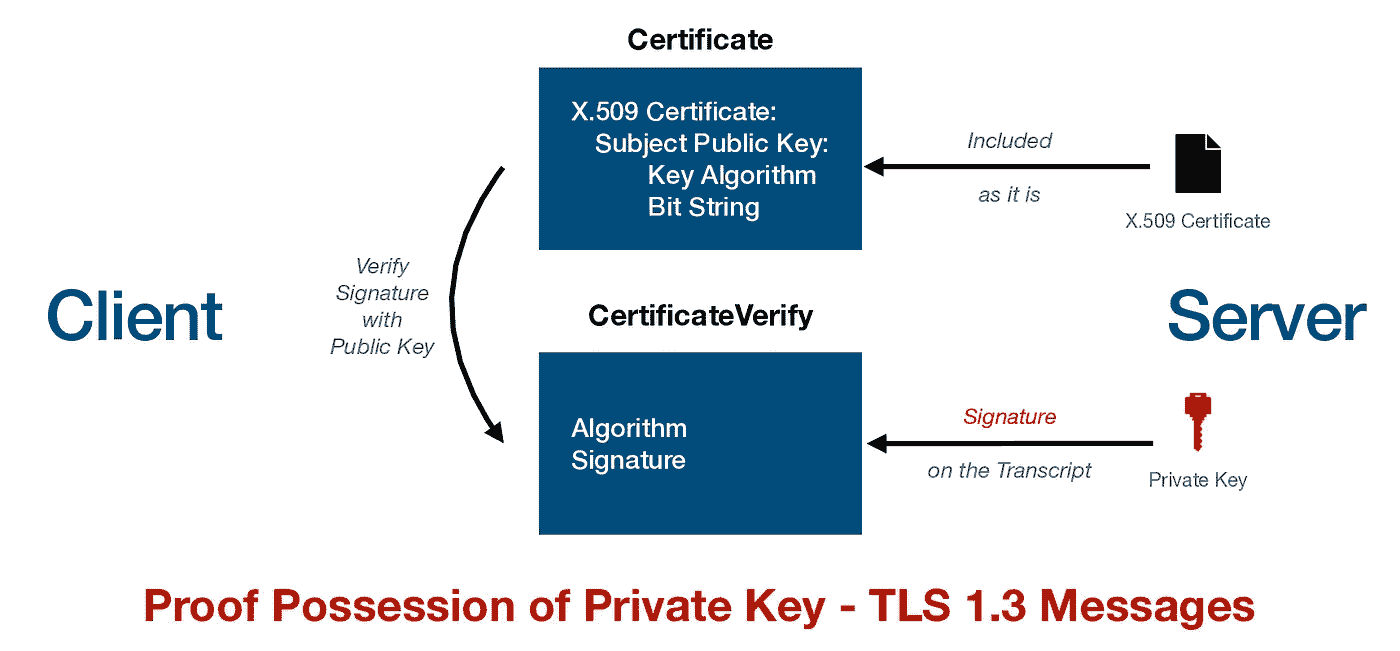 Certificate
X.509 Certificate:
Subject Public Key:
Key Algorithm
Bit String
Included
as it is
X.509 Certificate
Verify
Signature
with
Public Key
Client
Server
CertificateVerify
Algorithm
Signature
Signature
on the Transcript
Private Key
Proof Possession of Private Key - TLS 1.3 Messages